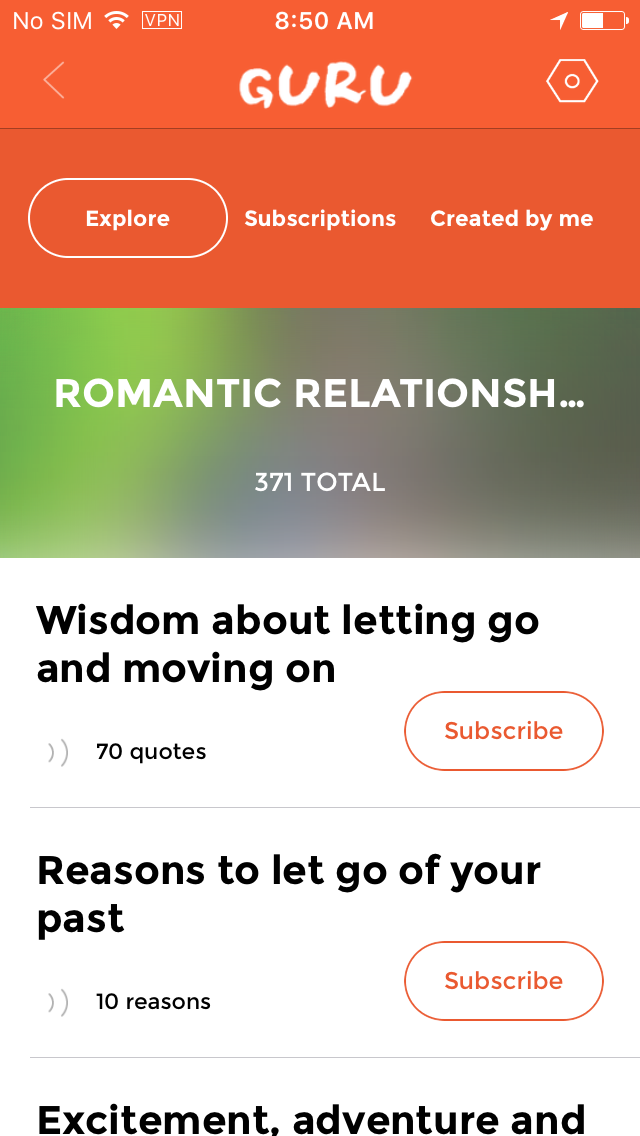 No SIM VPN 8:50 AM
GURU
Explore Subscriptions Created by me
ROMANTIC RELATIONSH...
371 TOTAL
Wisdom about letting go
and moving on
Subscribe
70 quotes
Reasons to let go of your
past
Subscribe
10 reasons
Excitement, adventure and